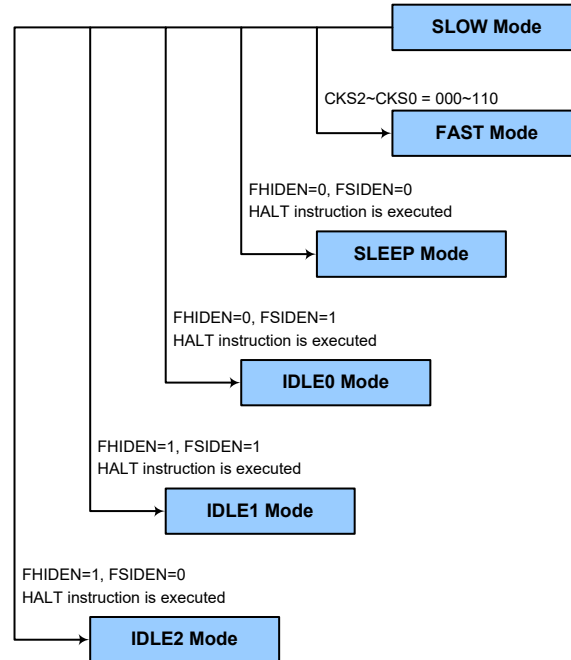 SLOW Mode
CKS2~CKS0 = 000~110
FAST Mode
FHIDEN=0, FSIDEN=0
HALT instruction is executed
SLEEP Mode
FHIDEN=0, FSIDEN=1
HALT instruction is executed
IDLE0 Mode
FHIDEN=1, FSIDEN=1
HALT instruction is executed
IDLE1 Mode
FHIDEN=1, FSIDEN=0
HALT instruction is executed
IDLE2 Mode